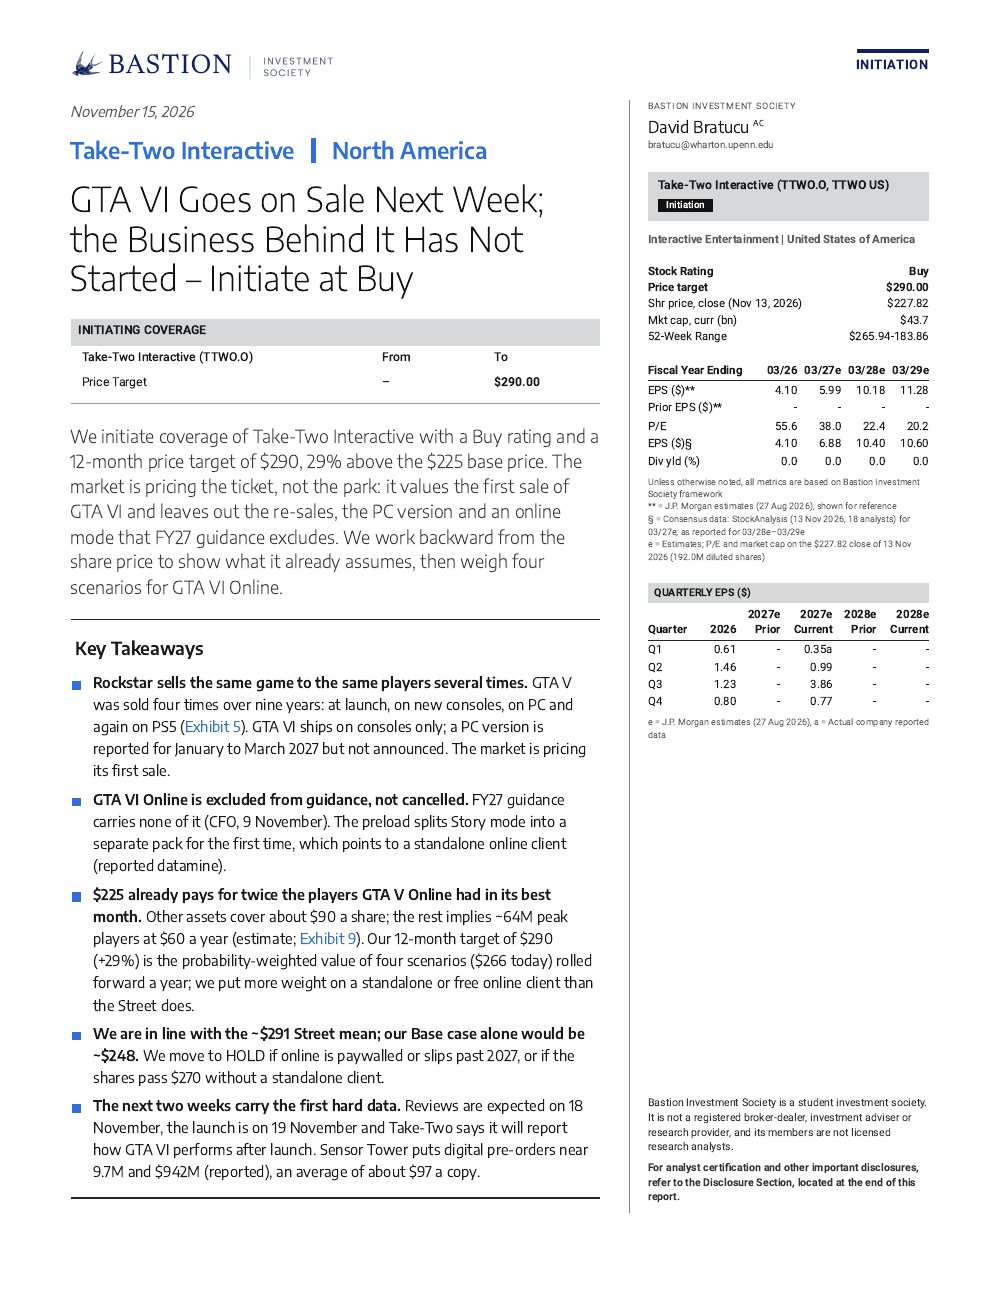 BASTION
INVESTMENT
SOCIETY
INITIATION
November 15, 2026
Take-Two Interactive | North America
GTA VI Goes on Sale Next Week;
the Business Behind It Has Not
Started – Initiate at Buy
INITIATING COVERAGE
Take-Two Interactive (TTWO.O) From To
Price Target – $290.00
We initiate coverage of Take-Two Interactive with a Buy rating and a
12-month price target of $290, 29% above the $225 base price. The
market is pricing the ticket, not the park: it values the first sale of
GTA VI and leaves out the re-sales, the PC version and an online
mode that FY27 guidance excludes. We work backward from the
share price to show what it already assumes, then weigh four
scenarios for GTA VI Online.
Key Takeaways
Rockstar sells the same game to the same players several times. GTA V
was sold four times over nine years: at launch, on new consoles, on PC and
again on PS5 (Exhibit 5). GTA VI ships on consoles only; a PC version is
reported for January to March 2027 but not announced. The market is pricing
its first sale.
GTA VI Online is excluded from guidance, not cancelled. FY27 guidance
carries none of it (CFO, 9 November). The preload splits Story mode into a
separate pack for the first time, which points to a standalone online client
(reported datamine).
$225 already pays for twice the players GTA V Online had in its best
month. Other assets cover about $90 a share; the rest implies ~64M peak
players at $60 a year (estimate; Exhibit 9). Our 12-month target of $290
(+29%) is the probability-weighted value of four scenarios ($266 today) rolled
forward a year; we put more weight on a standalone or free online client than
the Street does.
We are in line with the ~$291 Street mean; our Base case alone would be
~$248. We move to HOLD if online is paywalled or slips past 2027, or if the
shares pass $270 without a standalone client.
The next two weeks carry the first hard data. Reviews are expected on 18
November, the launch is on 19 November and Take-Two says it will report
how GTA VI performs after launch. Sensor Tower puts digital pre-orders near
9.7M and $942M (reported), an average of about $97 a copy.
BASTION INVESTMENT SOCIETY
David Bratucu AC
bratucu@wharton.upenn.edu
Take-Two Interactive (TTWO.O, TTWO US)
Initiation
Interactive Entertainment | United States of America
Stock Rating Buy
Price target $290.00
Shr price, close (Nov 13, 2026) $227.82
Mkt cap, curr (bn) $43.7
52-Week Range $265.94-183.86
Fiscal Year Ending 03/26 03/27e 03/28e 03/29e
EPS ($)** 4.10 5.99 10.18 11.28
Prior EPS ($)** - - - -
P/E 55.6 38.0 22.4 20.2
EPS ($)§ 4.10 6.88 10.40 10.60
Div yld (%) 0.0 0.0 0.0 0.0
Unless otherwise noted, all metrics are based on Bastion Investment
Society framework
** = J.P. Morgan estimates (27 Aug 2026), shown for reference
§ = Consensus data: StockAnalysis (13 Nov 2026, 18 analysts) for
03/27e; as reported for 03/28e–03/29e
e = Estimates; P/E and market cap on the $227.82 close of 13 Nov
2026 (192.0M diluted shares)
QUARTERLY EPS ($)
2027e 2027e 2028e 2028e
Quarter 2026 Prior Current Prior Current
Q1 0.61 - 0.35a - -
Q2 1.46 - 0.99 - -
Q3 1.23 - 3.86 - -
Q4 0.80 - 0.77 - -
e = J.P. Morgan estimates (27 Aug 2026), a = Actual company reported
data
Bastion Investment Society is a student investment society.
It is not a registered broker-dealer, investment adviser or
research provider, and its members are not licensed
research analysts.
For analyst certification and other important disclosures,
refer to the Disclosure Section, located at the end of this
report.